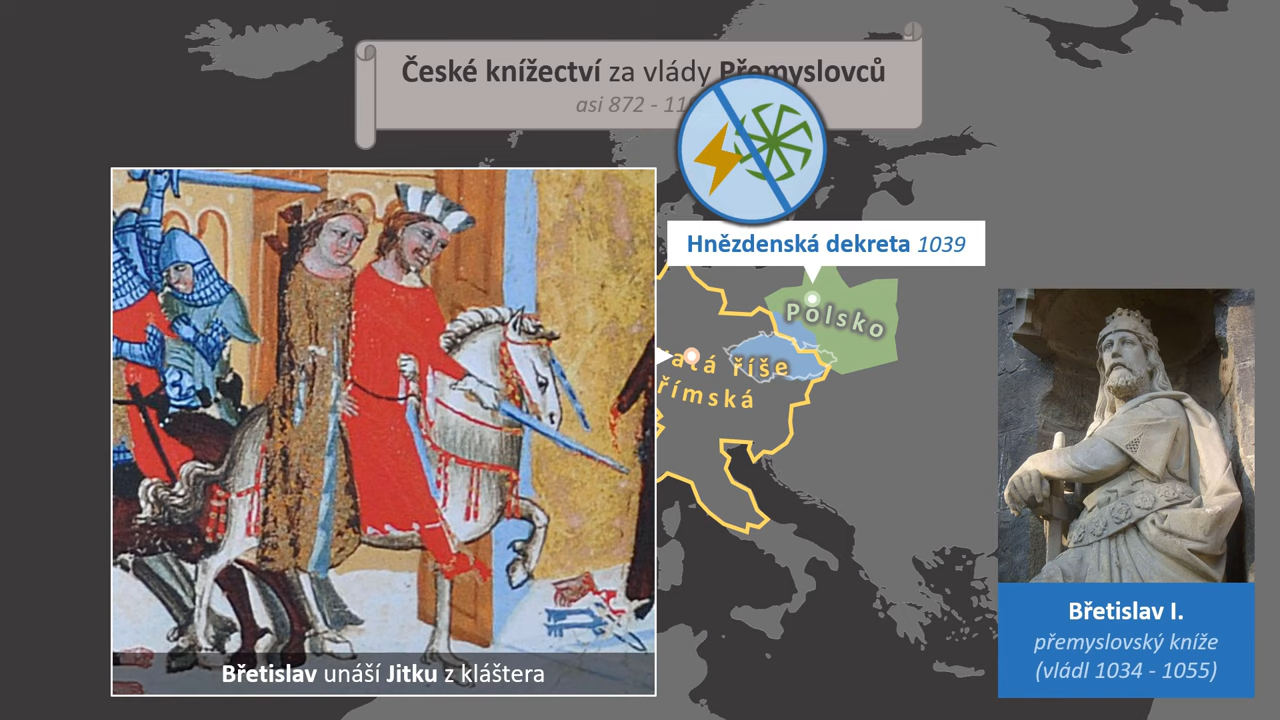 České knížectví za vlády Přemyslovců
asi 872 - 11
Hnězdenská dekreta 1039
Polsko
říše
římská
Břetislav unáší Jitku z kláštera
Břetislav I.
přemyslovský kníže
(vládl 1034 - 1055)